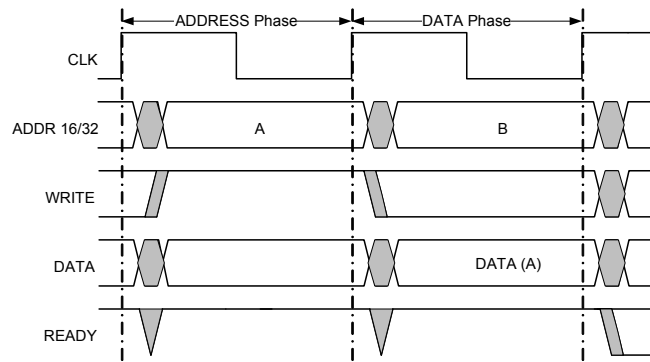 ADDRESS Phase DATA Phase
CLK
ADDR 16/32 A B
WRITE
DATA DATA (A)
READY